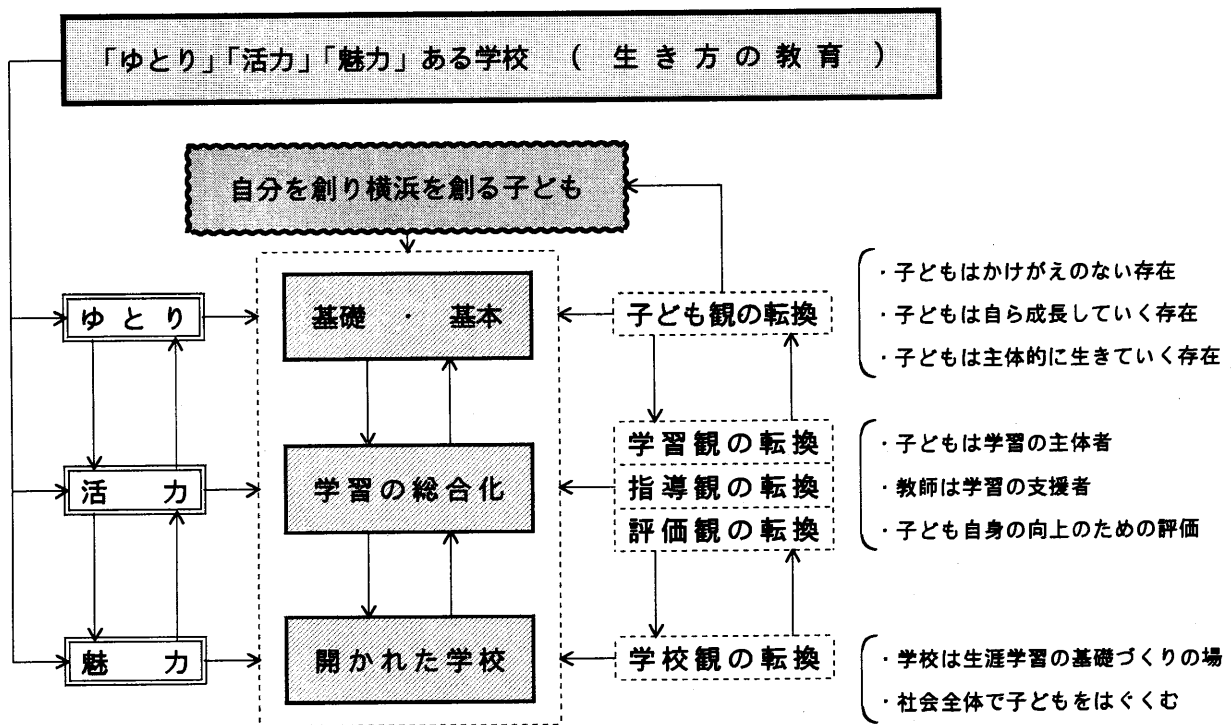 「ゆとり」「活力」「魅力」ある学校 ( 生き方の教育 )
自分を創り横浜を創る子ども
ゆとり
基礎・基本
子ども観の転換
・子どもはかけがえのない存在
・子どもは自ら成長していく存在
・子どもは主体的に生きていく存在
活力
学習の総合化
学習観の転換
指導観の転換
評価観の転換
・子どもは学習の主体者
・教師は学習の支援者
・子ども自身の向上のための評価
魅力
開かれた学校
学校観の転換
・学校は生涯学習の基礎づくりの場
・社会全体で子どもをはぐくむ